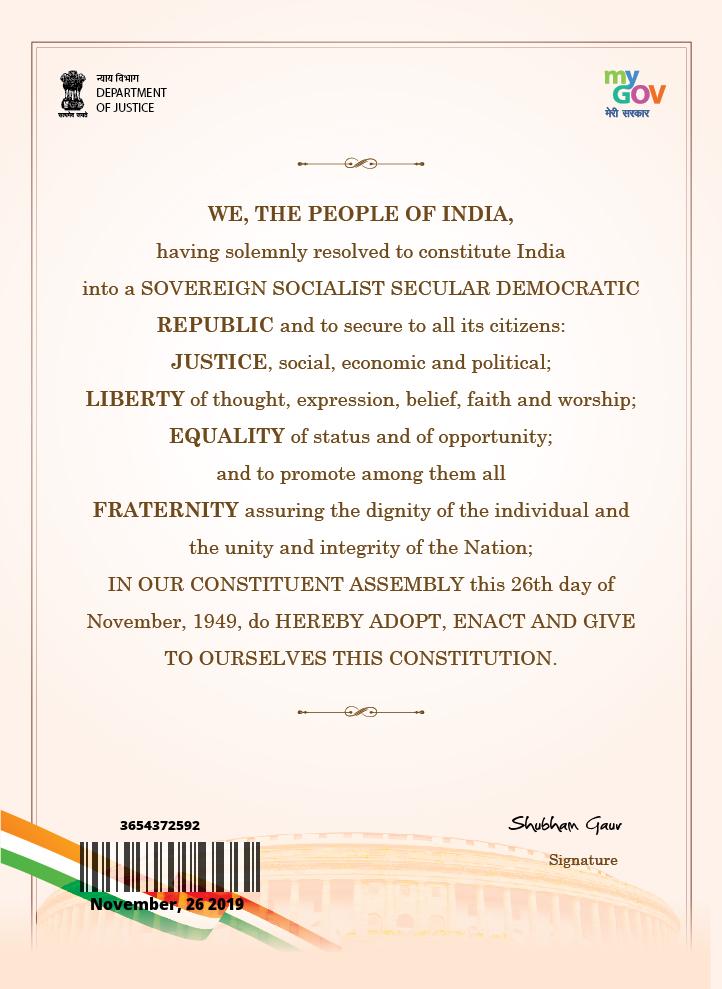 न्याय विभाग
DEPARTMENT
OF JUSTICE
सत्यमेव जयते
my
GOV
मेरी सरकार
WE, THE PEOPLE OF INDIA,
having solemnly resolved to constitute India
into a SOVEREIGN SOCIALIST SECULAR DEMOCRATIC
REPUBLIC and to secure to all its citizens:
JUSTICE, social, economic and political;
LIBERTY of thought, expression, belief, faith and worship;
EQUALITY of status and of opportunity;
and to promote among them all
FRATERNITY assuring the dignity of the individual and
the unity and integrity of the Nation;
IN OUR CONSTITUENT ASSEMBLY this 26th day of
November, 1949, do HEREBY ADOPT, ENACT AND GIVE
TO OURSELVES THIS CONSTITUTION.
3654372592
November, 26 2019
Shubham Gaur
Signature